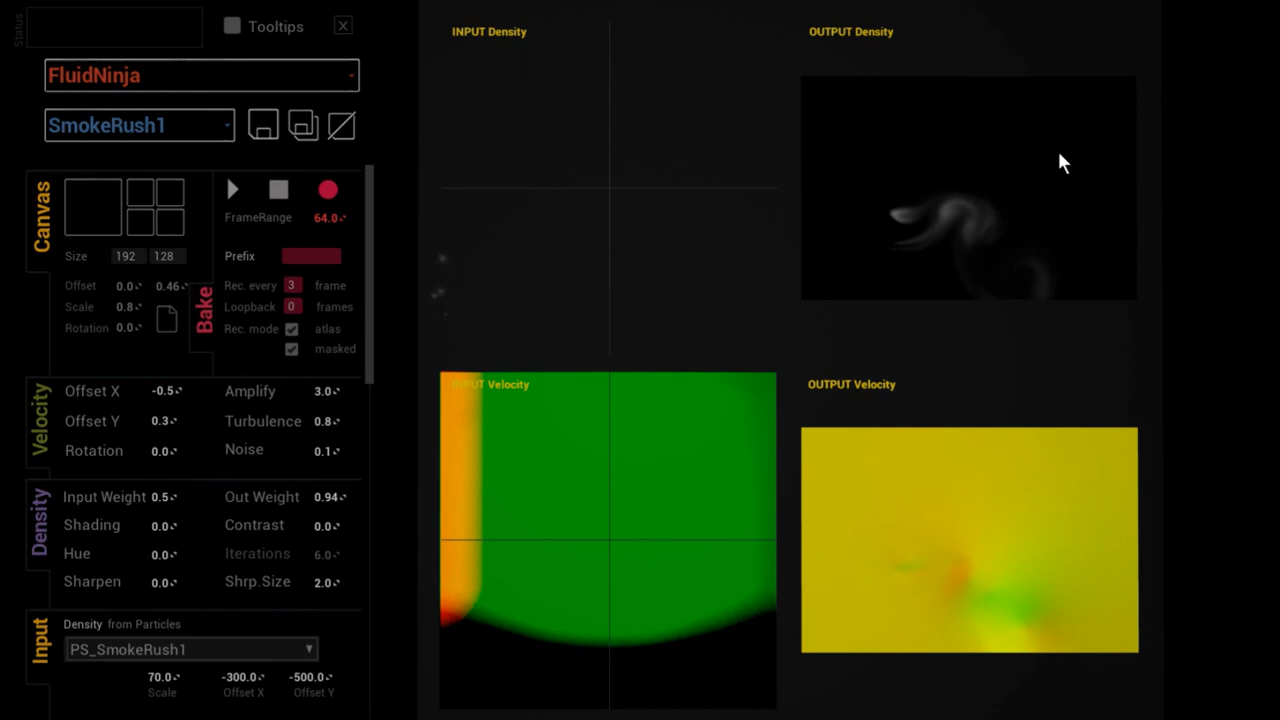 Status
Tooltips
X
FluidNinja
SmokeRush1
Canvas
Size 192 128
Offset 0.0 0.46
Scale 0.8
Rotation 0.0
Bake
FrameRange 64.0
Prefix
Rec. every 3 frame
Loopback 0 frames
Rec. mode atlas
masked
Velocity
Offset X -0.5 Amplify 3.0
Offset Y 0.3 Turbulence 0.8
Rotation 0.0 Noise 0.1
Density
Input Weight 0.5 Out Weight 0.94
Shading 0.0 Contrast 0.0
Hue 0.0 Iterations 6.0
Sharpen 0.0 Shrp.Size 2.0
Input
Density from Particles
PS_SmokeRush1
70.0 -300.0 -500.0
Scale Offset X Offset Y
INPUT Density
OUTPUT Density
INPUT Velocity
OUTPUT Velocity